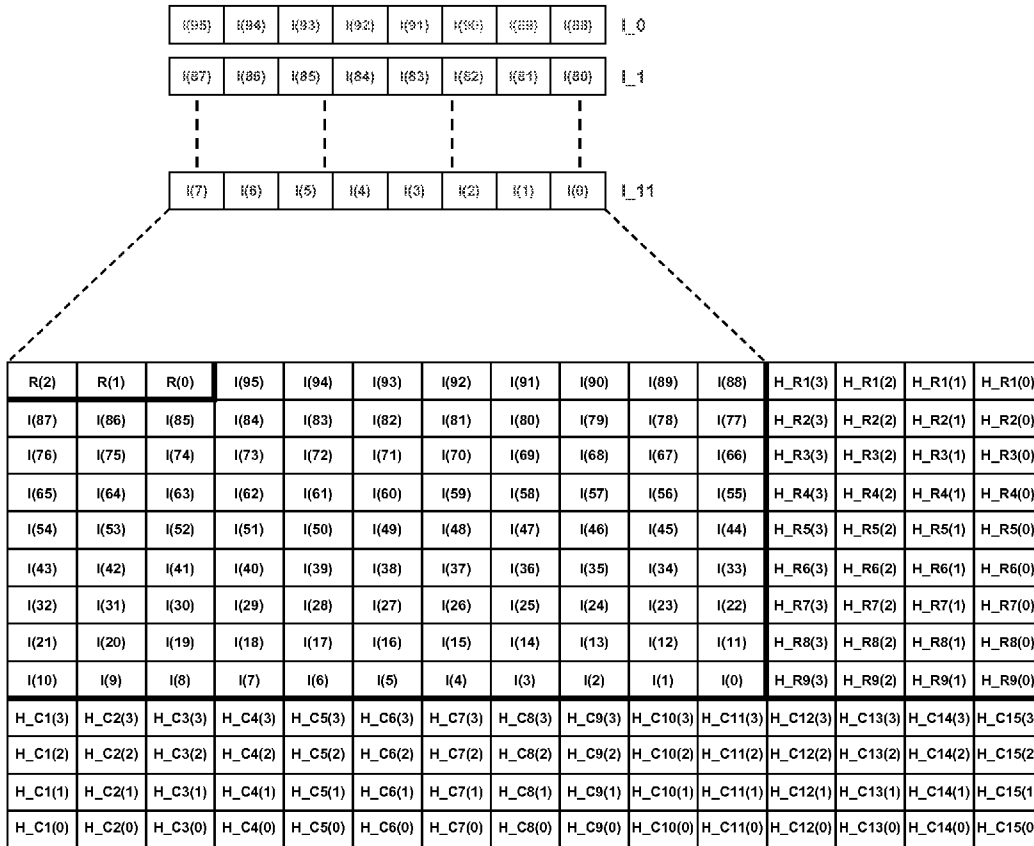 I(95) I(94) I(93) I(92) I(91) I(90) I(89) I(88) I_0
I(87) I(86) I(85) I(84) I(83) I(82) I(81) I(80) I_1
I(7) I(6) I(5) I(4) I(3) I(2) I(1) I(0) I_11
R(2) R(1) R(0) I(95) I(94) I(93) I(92) I(91) I(90) I(89) I(88) H_R1(3) H_R1(2) H_R1(1) H_R1(0)
I(87) I(86) I(85) I(84) I(83) I(82) I(81) I(80) I(79) I(78) I(77) H_R2(3) H_R2(2) H_R2(1) H_R2(0)
I(76) I(75) I(74) I(73) I(72) I(71) I(70) I(69) I(68) I(67) I(66) H_R3(3) H_R3(2) H_R3(1) H_R3(0)
I(65) I(64) I(63) I(62) I(61) I(60) I(59) I(58) I(57) I(56) I(55) H_R4(3) H_R4(2) H_R4(1) H_R4(0)
I(54) I(53) I(52) I(51) I(50) I(49) I(48) I(47) I(46) I(45) I(44) H_R5(3) H_R5(2) H_R5(1) H_R5(0)
I(43) I(42) I(41) I(40) I(39) I(38) I(37) I(36) I(35) I(34) I(33) H_R6(3) H_R6(2) H_R6(1) H_R6(0)
I(32) I(31) I(30) I(29) I(28) I(27) I(26) I(25) I(24) I(23) I(22) H_R7(3) H_R7(2) H_R7(1) H_R7(0)
I(21) I(20) I(19) I(18) I(17) I(16) I(15) I(14) I(13) I(12) I(11) H_R8(3) H_R8(2) H_R8(1) H_R8(0)
I(10) I(9) I(8) I(7) I(6) I(5) I(4) I(3) I(2) I(1) I(0) H_R9(3) H_R9(2) H_R9(1) H_R9(0)
H_C1(3) H_C2(3) H_C3(3) H_C4(3) H_C5(3) H_C6(3) H_C7(3) H_C8(3) H_C9(3) H_C10(3) H_C11(3) H_C12(3) H_C13(3) H_C14(3) H_C15(3
H_C1(2) H_C2(2) H_C3(2) H_C4(2) H_C5(2) H_C6(2) H_C7(2) H_C8(2) H_C9(2) H_C10(2) H_C11(2) H_C12(2) H_C13(2) H_C14(2) H_C15(2
H_C1(1) H_C2(1) H_C3(1) H_C4(1) H_C5(1) H_C6(1) H_C7(1) H_C8(1) H_C9(1) H_C10(1) H_C11(1) H_C12(1) H_C13(1) H_C14(1) H_C15(1
H_C1(0) H_C2(0) H_C3(0) H_C4(0) H_C5(0) H_C6(0) H_C7(0) H_C8(0) H_C9(0) H_C10(0) H_C11(0) H_C12(0) H_C13(0) H_C14(0) H_C15(0